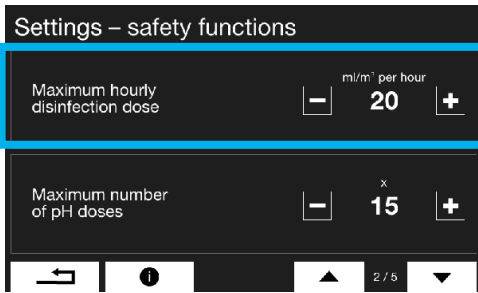 Settings – safety functions
Maximum hourly
disinfection dose
ml/m³ per hour
− 20 +
Maximum number
of pH doses
x
− 15 +
2 / 5